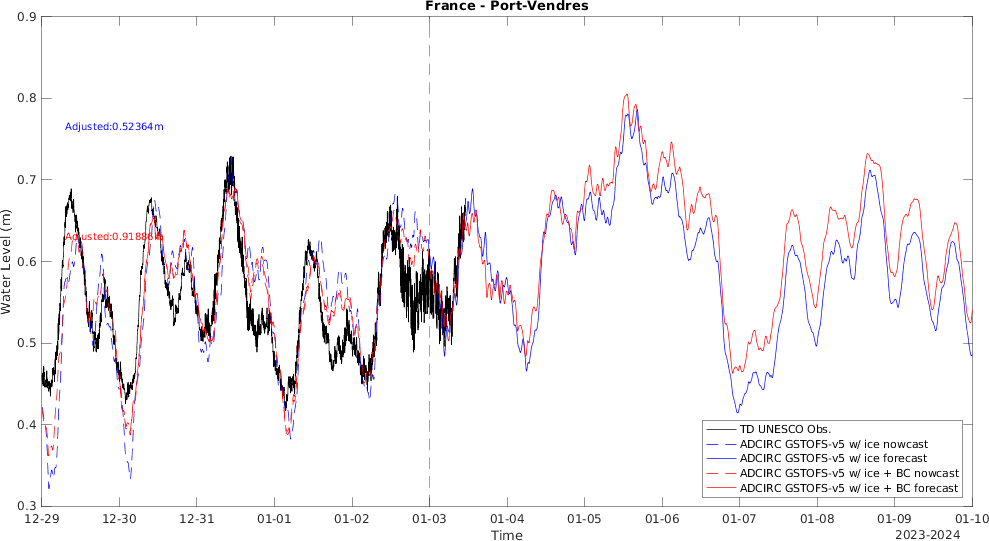 France - Port-Vendres
Water Level (m)
0.9
0.8
0.7
0.6
0.5
0.4
0.3
Adjusted:0.52364m
Adjusted:0.91886m
TD UNESCO Obs.
ADCIRC GSTOFS-v5 w/ ice nowcast
ADCIRC GSTOFS-v5 w/ ice forecast
ADCIRC GSTOFS-v5 w/ ice + BC nowcast
ADCIRC GSTOFS-v5 w/ ice + BC forecast
12-29 12-30 12-31 01-01 01-02 01-03 01-04 01-05 01-06 01-07 01-08 01-09 01-10
Time
2023-2024